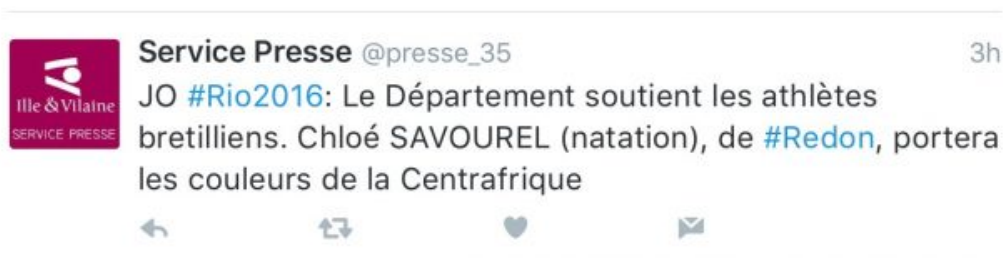 Service Presse @presse_35 3h
JO #Rio2016: Le Département soutient les athlètes
bretilliens. Chloé SAVOUREL (natation), de #Redon, portera
les couleurs de la Centrafrique
Ille & Vilaine
SERVICE PRESSE